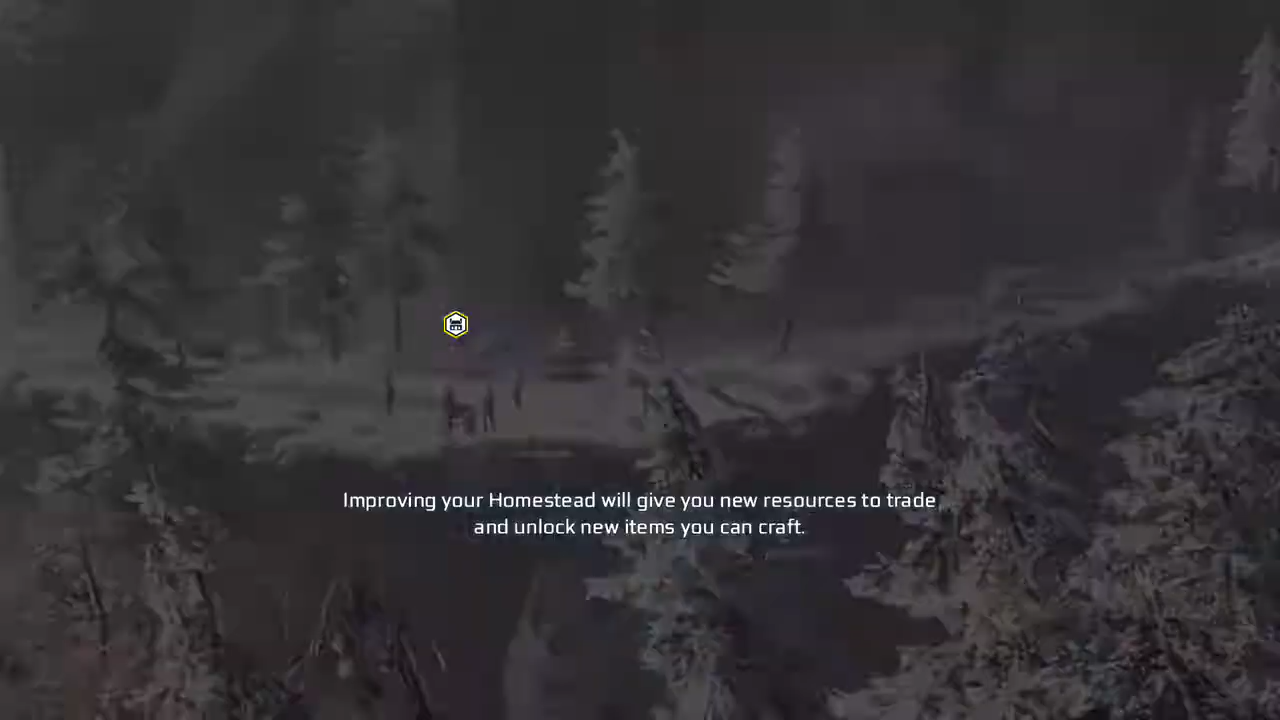 Improving your Homestead will give you new resources to trade,
and unlock new items you can craft.